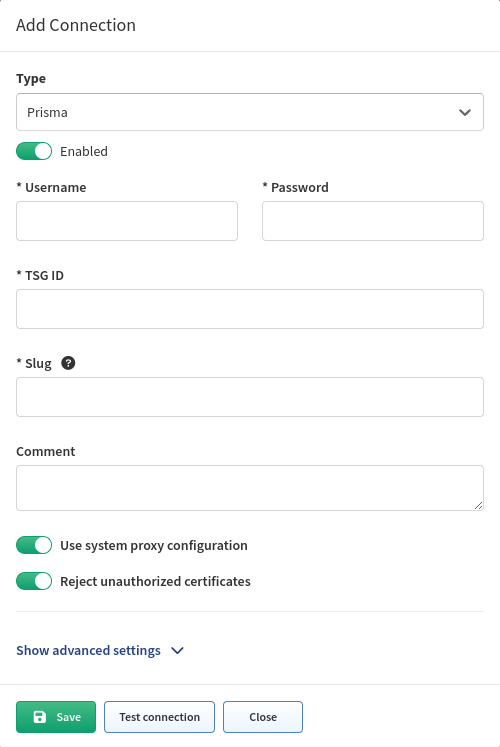 Add Connection
Type
Prisma
Enabled
* Username
* Password
* TSG ID
* Slug ?
Comment
Use system proxy configuration
Reject unauthorized certificates
Show advanced settings
Save
Test connection
Close